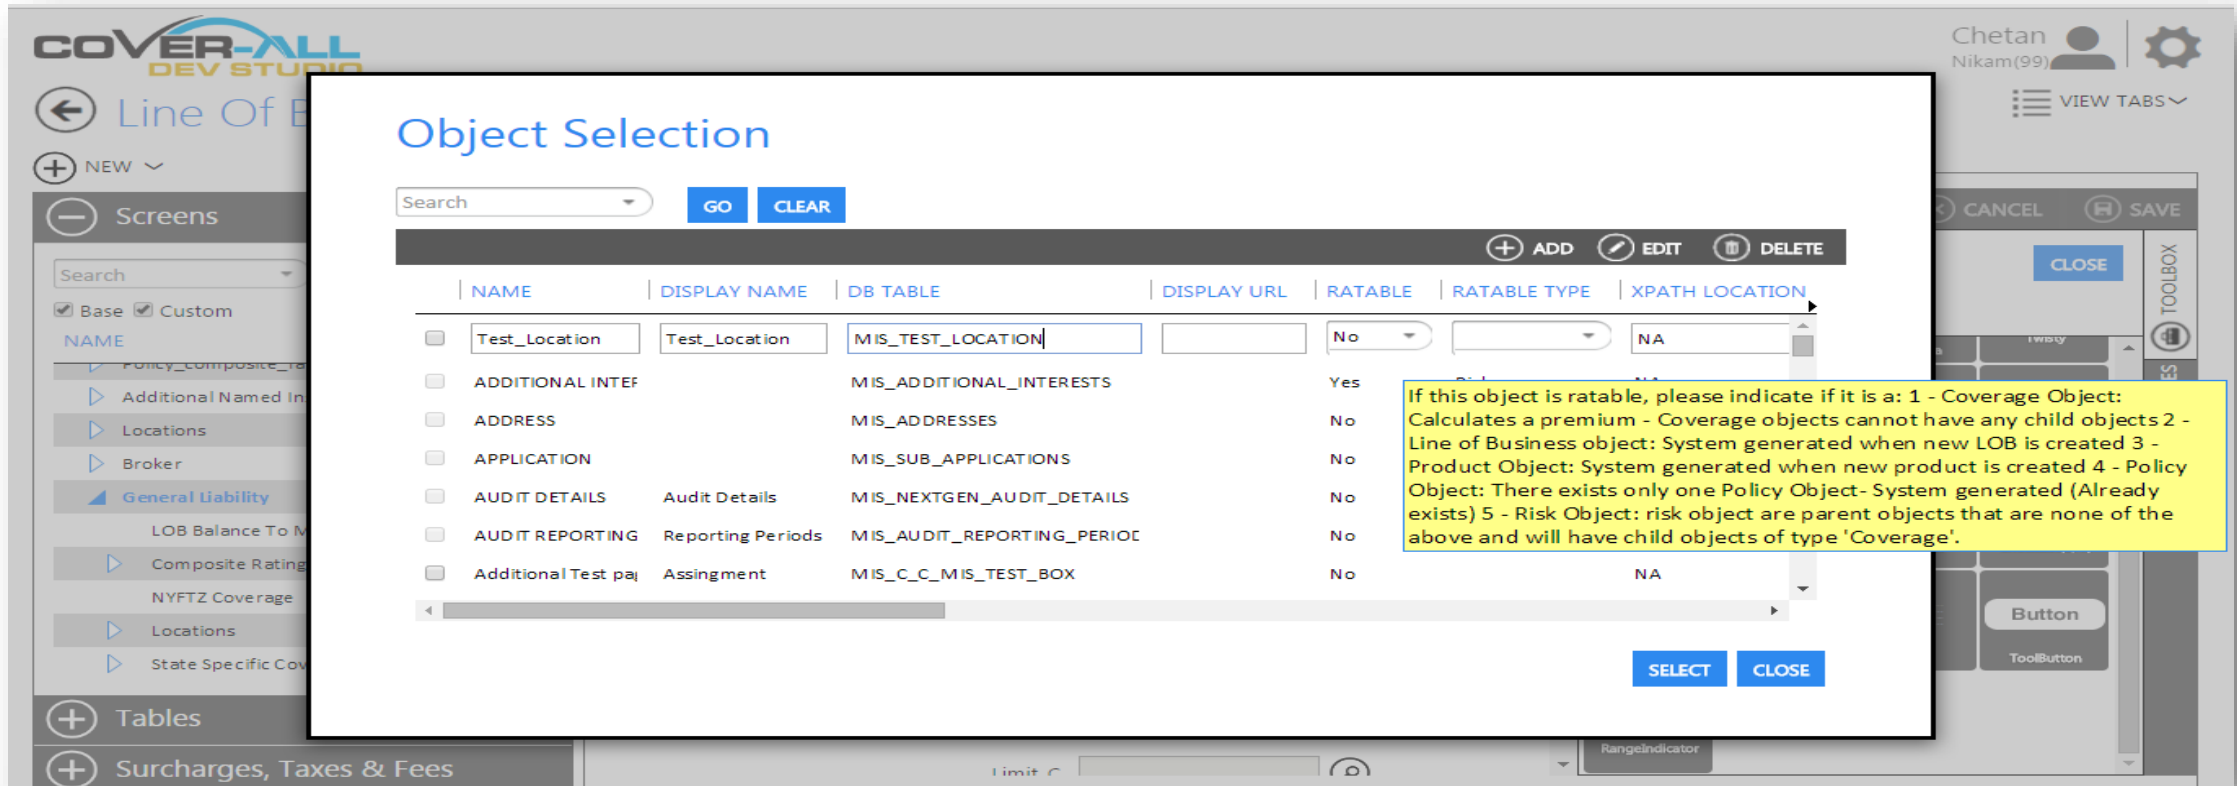 COVER-ALL
DEV STUDIO
Chetan
Nikam(99)
Line Of B
VIEW TABS
NEW
Object Selection
Search
GO
CLEAR
Screens
CANCEL
SAVE
ADD
EDIT
DELETE
Search
CLOSE
TOOLBOX
Base
Custom
NAME
NAME
DISPLAY NAME
DB TABLE
DISPLAY URL
RATABLE
RATABLE TYPE
XPATH LOCATION
Test_Location
Test_Location
MIS_TEST_LOCATION
No
NA
Twisty
Policy_composite_ra
ADDITIONAL INTER
MIS_ADDITIONAL_INTERESTS
Yes
Additional Named In
If this object is ratable, please indicate if it is a: 1 - Coverage Object:
Calculates a premium - Coverage objects cannot have any child objects 2 -
Line of Business object: System generated when new LOB is created 3 -
Product Object: System generated when new product is created 4 - Policy
Object: There exists only one Policy Object- System generated (Already
exists) 5 - Risk Object: risk object are parent objects that are none of the
above and will have child objects of type 'Coverage'.
ADDRESS
MIS_ADDRESSES
No
Locations
APPLICATION
MIS_SUB_APPLICATIONS
No
Broker
AUDIT DETAILS
Audit Details
MIS_NEXTGEN_AUDIT_DETAILS
No
General Liability
AUDIT REPORTING
Reporting Periods
MIS_AUDIT_REPORTING_PERIOD
No
LOB Balance To M
Additional Test pag
Assingment
MIS_C_C_MIS_TEST_BOX
No
NA
Composite Rating
NYFTZ Coverage
Locations
Button
State Specific Cov
ToolButton
SELECT
CLOSE
Tables
Surcharges, Taxes & Fees
RangeIndicator
Limit C